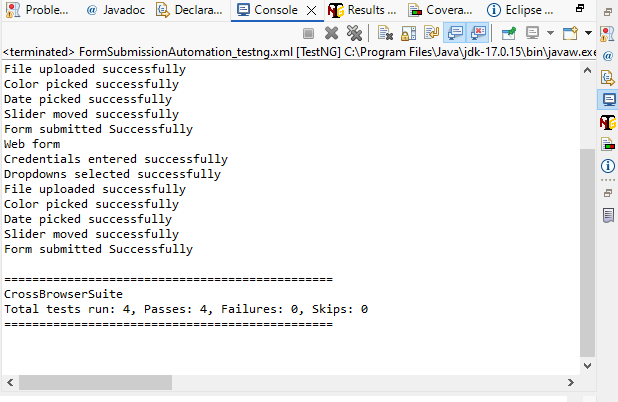 Proble... Javadoc Declara... Console Results ... Covera... Eclipse ...
<terminated> FormSubmissionAutomation_testng.xml [TestNG] C:\Program Files\Java\jdk-17.0.15\bin\javaw.exe
File uploaded successfully
Color picked successfully
Date picked successfully
Slider moved successfully
Form submitted Successfully
Web form
Credentials entered successfully
Dropdowns selected successfully
File uploaded successfully
Color picked successfully
Date picked successfully
Slider moved successfully
Form submitted Successfully
===============================================
CrossBrowserSuite
Total tests run: 4, Passes: 4, Failures: 0, Skips: 0
===============================================